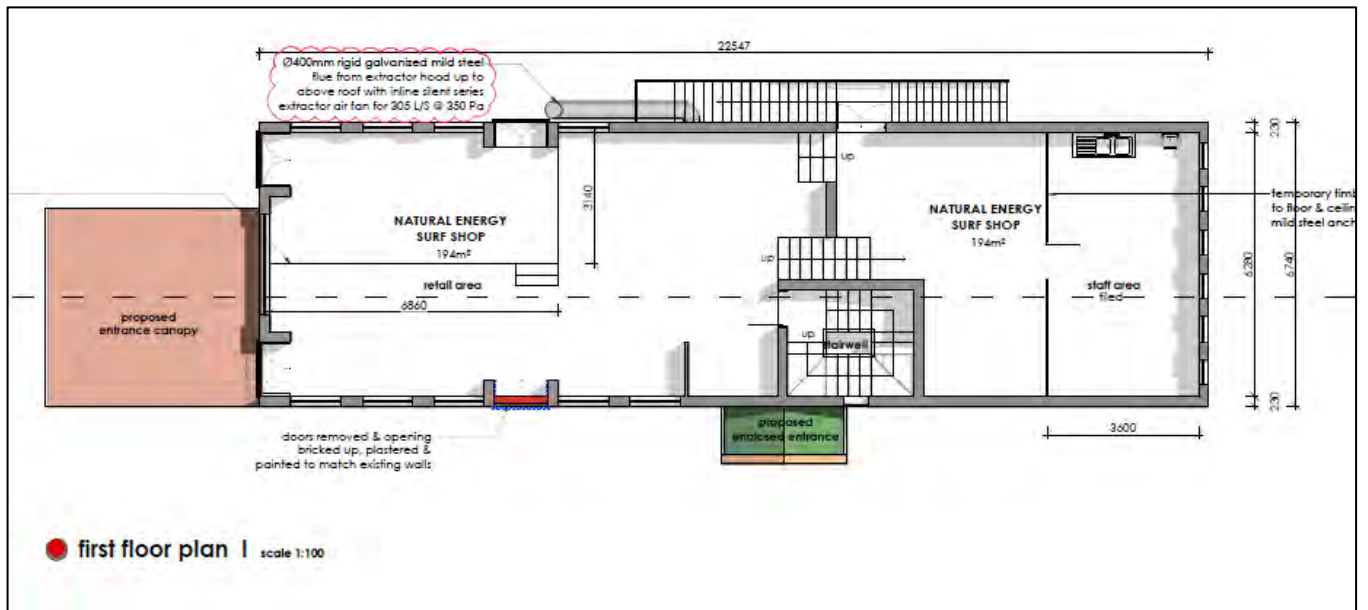 22547
Ø400mm rigid galvanized mild steel
flue from extractor hood up to
above roof with inline silent series
extractor air fan for 305 L/S @ 350 Pa
230
up
3140
NATURAL ENERGY
SURF SHOP
194m²
NATURAL ENERGY
SURF SHOP
194m²
temporary timb
to floor & ceilin
mild steel anch
6280
6740
up
retail area
staff area
tiled
6860
proposed
entrance canopy
up
stairwell
230
proposed
enclosed entrance
3600
doors removed & opening
bricked up, plastered &
painted to match existing walls
first floor plan | scale 1:100